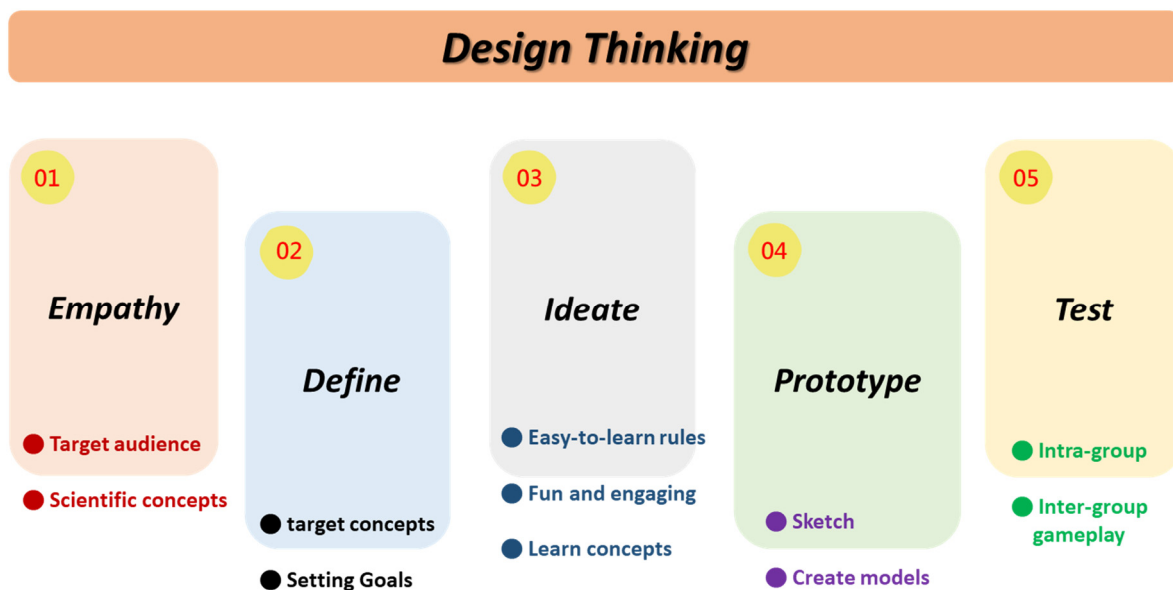 Design Thinking
01
Empathy
Target audience
Scientific concepts
02
Define
target concepts
Setting Goals
03
Ideate
Easy-to-learn rules
Fun and engaging
Learn concepts
04
Prototype
Sketch
Create models
05
Test
Intra-group
Inter-group
gameplay